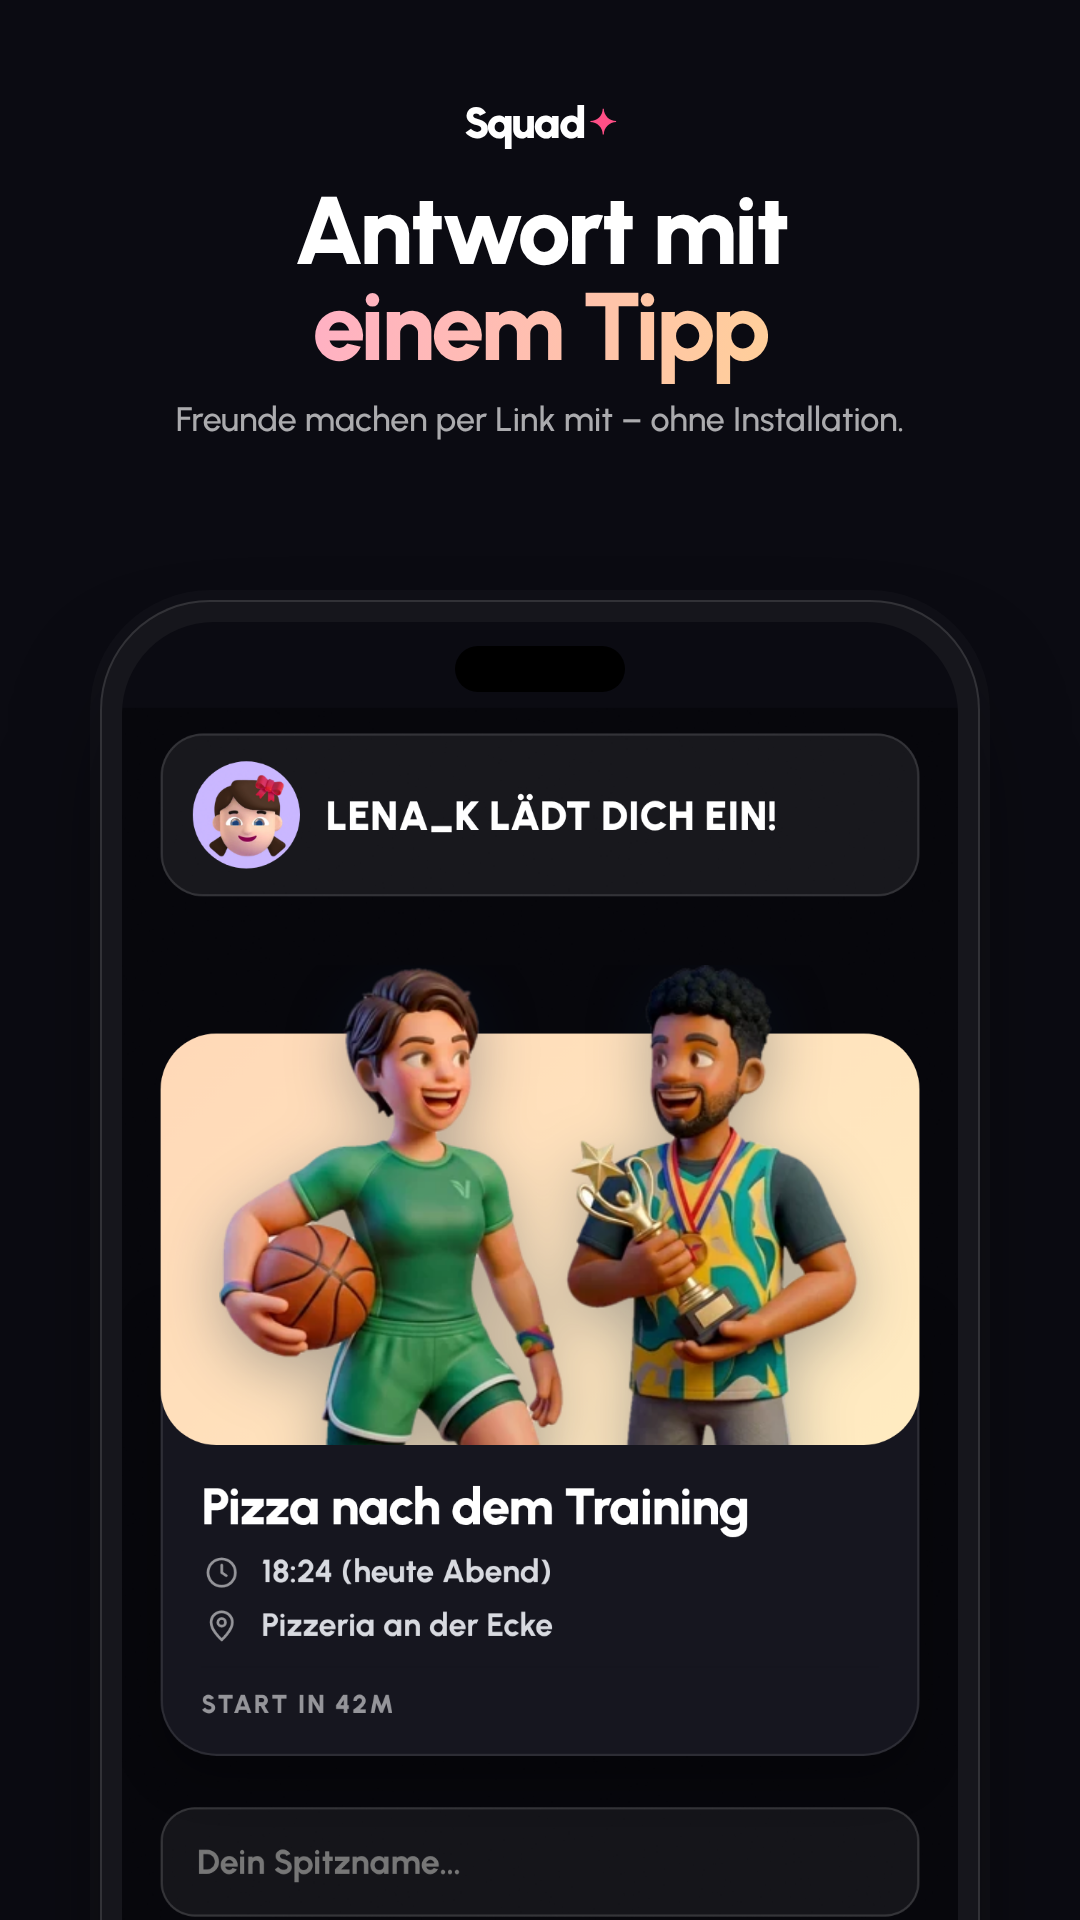 Squad
Antwort mit
einem Tipp
Freunde machen per Link mit – ohne Installation.
LENA_K LÄDT DICH EIN!
Pizza nach dem Training
18:24 (heute Abend)
Pizzeria an der Ecke
START IN 42M
Dein Spitzname...